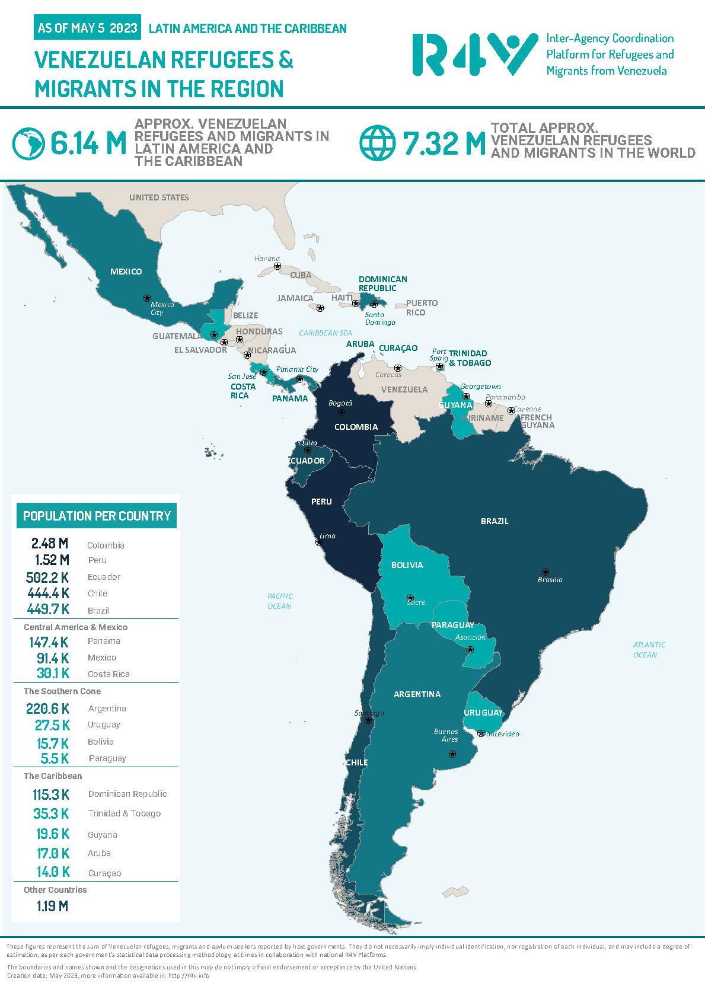 AS OF MAY 5 2023
LATIN AMERICA AND THE CARIBBEAN
VENEZUELAN REFUGEES &
MIGRANTS IN THE REGION
R4V
Inter-Agency Coordination
Platform for Refugees and
Migrants from Venezuela
6.14 M
APPROX. VENEZUELAN
REFUGEES AND MIGRANTS IN
LATIN AMERICA AND
THE CARIBBEAN
7.32 M
TOTAL APPROX.
VENEZUELAN REFUGEES
AND MIGRANTS IN THE WORLD
UNITED STATES
MEXICO
Mexico
City
Havana
CUBA
JAMAICA
HAITI
DOMINICAN
REPUBLIC
Santo
Domingo
PUERTO
RICO
BELIZE
GUATEMALA
HONDURAS
EL SALVADOR
NICARAGUA
CARIBBEAN SEA
ARUBA
CURAÇAO
Port
Spain
TRINIDAD
& TOBAGO
San José
COSTA
RICA
Panama City
PANAMA
Caracas
VENEZUELA
Georgetown
GUYANA
Paramaribo
SURINAME
Cayenne
FRENCH
GUYANA
Bogotá
COLOMBIA
Quito
ECUADOR
PERU
Lima
BRAZIL
Brasilia
BOLIVIA
Sucre
PACIFIC
OCEAN
PARAGUAY
Asunción
ATLANTIC
OCEAN
ARGENTINA
Santiago
URUGUAY
Buenos
Aires
Montevideo
CHILE
POPULATION PER COUNTRY
2.48 M Colombia
1.52 M Peru
502.2 K Ecuador
444.4 K Chile
449.7 K Brazil
Central America & Mexico
147.4 K Panama
91.4 K Mexico
30.1 K Costa Rica
The Southern Cone
220.6 K Argentina
27.5 K Uruguay
15.7 K Bolivia
5.5 K Paraguay
The Caribbean
115.3 K Dominican Republic
35.3 K Trinidad & Tobago
19.6 K Guyana
17.0 K Aruba
14.0 K Curaçao
Other Countries
1.19 M
These figures represent the sum of Venezuelan refugees, migrants and asylum-seekers reported by host governments. They do not necessarily imply individual identification, nor registration of each individual, and may include a degree of
estimation, as per each government's statistical data processing methodology, at times in collaboration with national R4V Platforms.
The boundaries and names shown and the designations used in this map do not imply official endorsement or acceptance by the United Nations.
Creation date: May 2023, more information available in: http://r4v.info